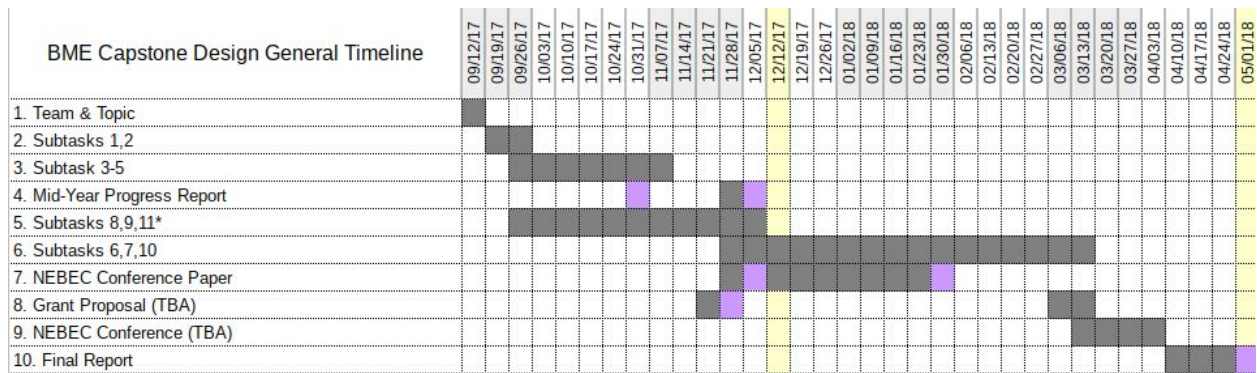 BME Capstone Design General Timeline
09/12/17 09/19/17 09/26/17 10/03/17 10/10/17 10/17/17 10/24/17 10/31/17 11/07/17 11/14/17 11/21/17 11/28/17 12/05/17 12/12/17 12/19/17 12/26/17 01/02/18 01/09/18 01/16/18 01/23/18 01/30/18 02/06/18 02/13/18 02/20/18 02/27/18 03/06/18 03/13/18 03/20/18 03/27/18 04/03/18 04/10/18 04/17/18 04/24/18 05/01/18
1. Team & Topic
2. Subtasks 1,2
3. Subtask 3-5
4. Mid-Year Progress Report
5. Subtasks 8,9,11*
6. Subtasks 6,7,10
7. NEBEC Conference Paper
8. Grant Proposal (TBA)
9. NEBEC Conference (TBA)
10. Final Report